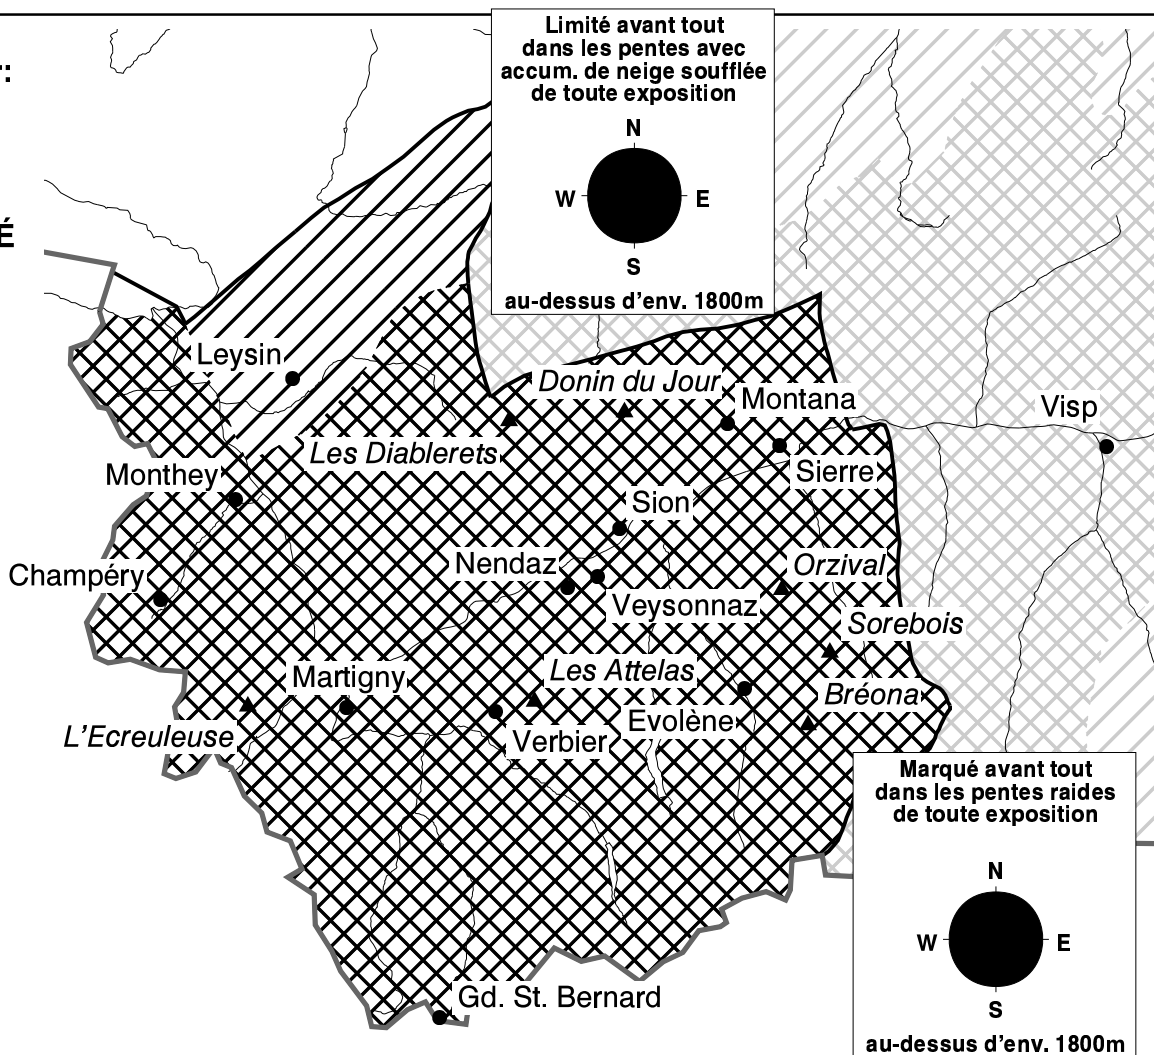 Limité avant tout
dans les pentes avec
accum. de neige soufflée
de toute exposition
N
W
E
S
au-dessus d'env. 1800m
r:
É
Leysin
Donin du Jour
Montana
Visp
Les Diablerets
Sierre
Monthey
Sion
Champéry
Nendaz
Orzival
Veysonnaz
Sorebois
Martigny
Les Attelas
Bréona
L'Ecreuleuse
Evolène
Verbier
Marqué avant tout
dans les pentes raides
de toute exposition
N
W
E
S
Gd. St. Bernard
au-dessus d'env. 1800m